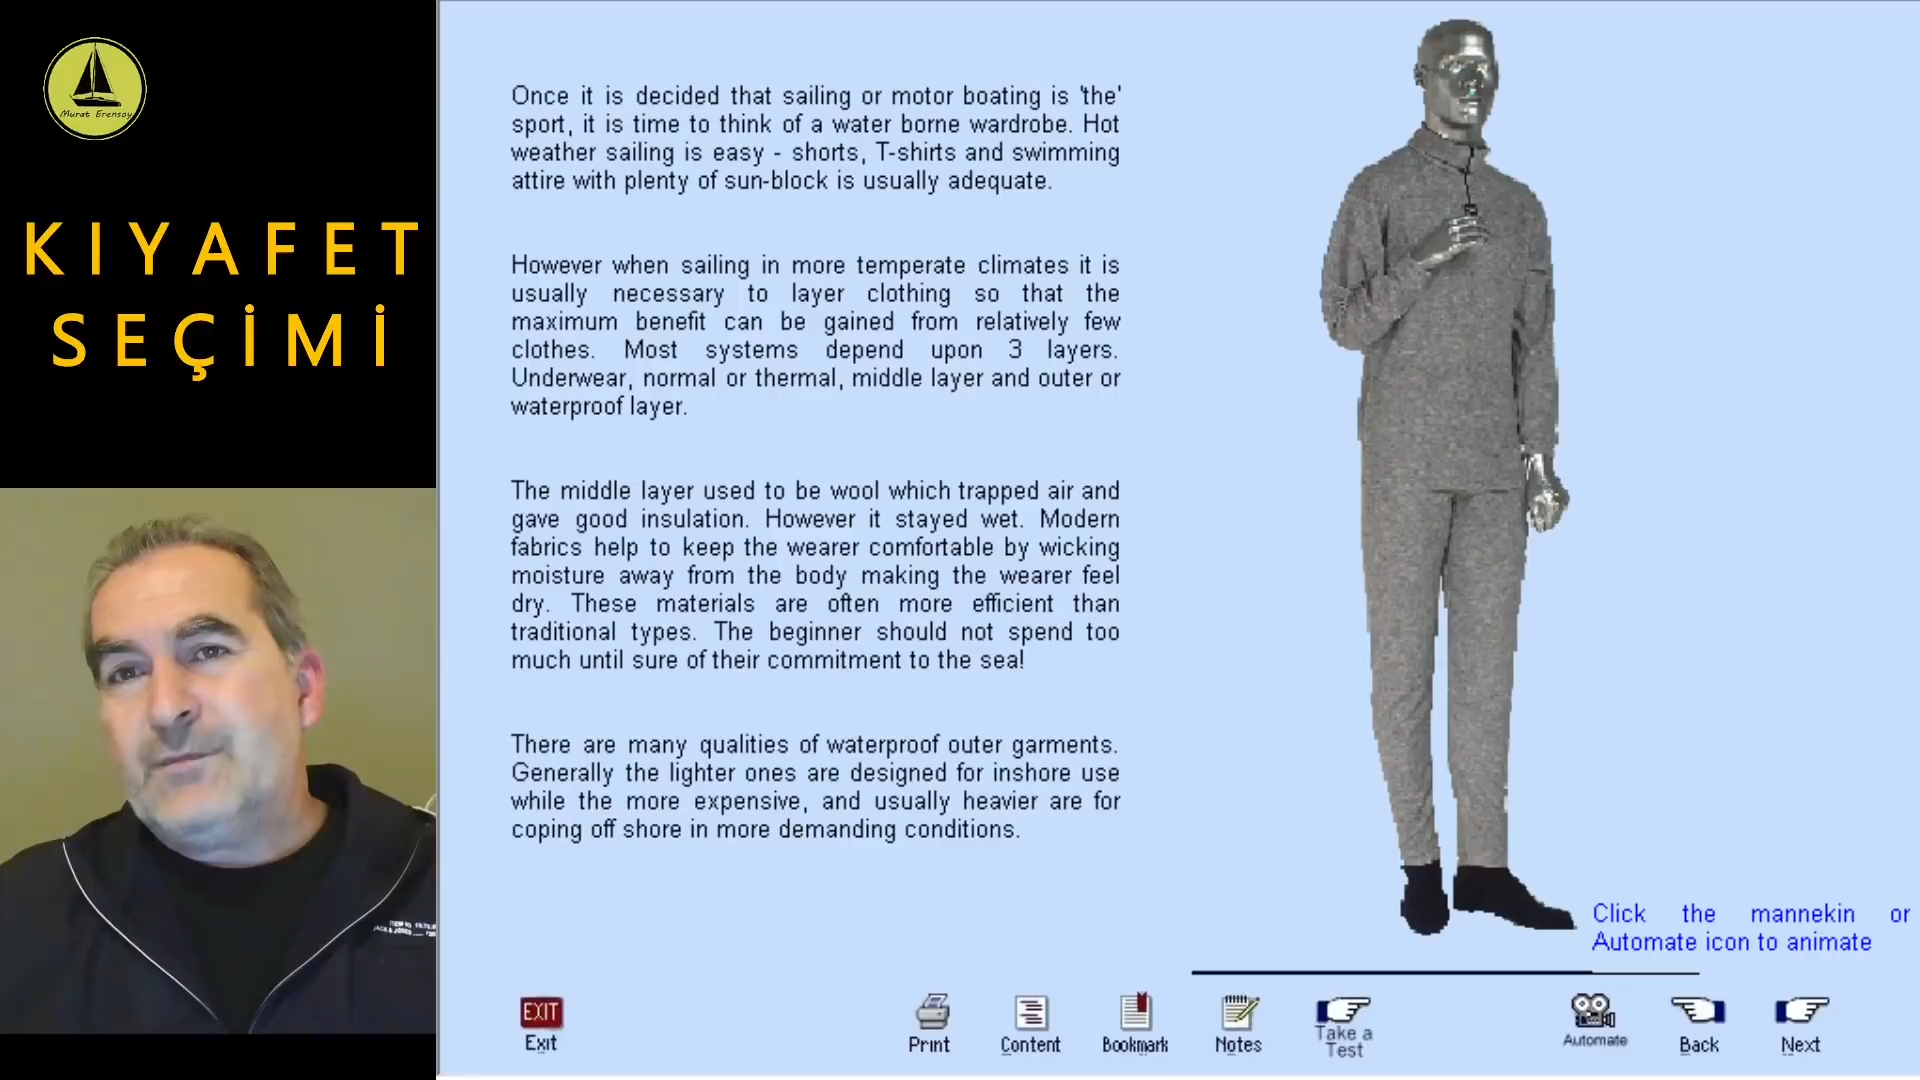 Murat Erensoy
KIYAFET
SEÇİMİ
Once it is decided that sailing or motor boating is 'the'
sport, it is time to think of a water borne wardrobe. Hot
weather sailing is easy - shorts, T-shirts and swimming
attire with plenty of sun-block is usually adequate.
However when sailing in more temperate climates it is
usually necessary to layer clothing so that the
maximum benefit can be gained from relatively few
clothes. Most systems depend upon 3 layers.
Underwear, normal or thermal, middle layer and outer or
waterproof layer.
The middle layer used to be wool which trapped air and
gave good insulation. However it stayed wet. Modern
fabrics help to keep the wearer comfortable by wicking
moisture away from the body making the wearer feel
dry. These materials are often more efficient than
traditional types. The beginner should not spend too
much until sure of their commitment to the sea!
There are many qualities of waterproof outer garments.
Generally the lighter ones are designed for inshore use
while the more expensive, and usually heavier are for
coping off shore in more demanding conditions.
Click the mannekin or
Automate icon to animate
EXIT
Exit
Print
Content
Bookmark
Notes
Take a
Test
Automate
Back
Next